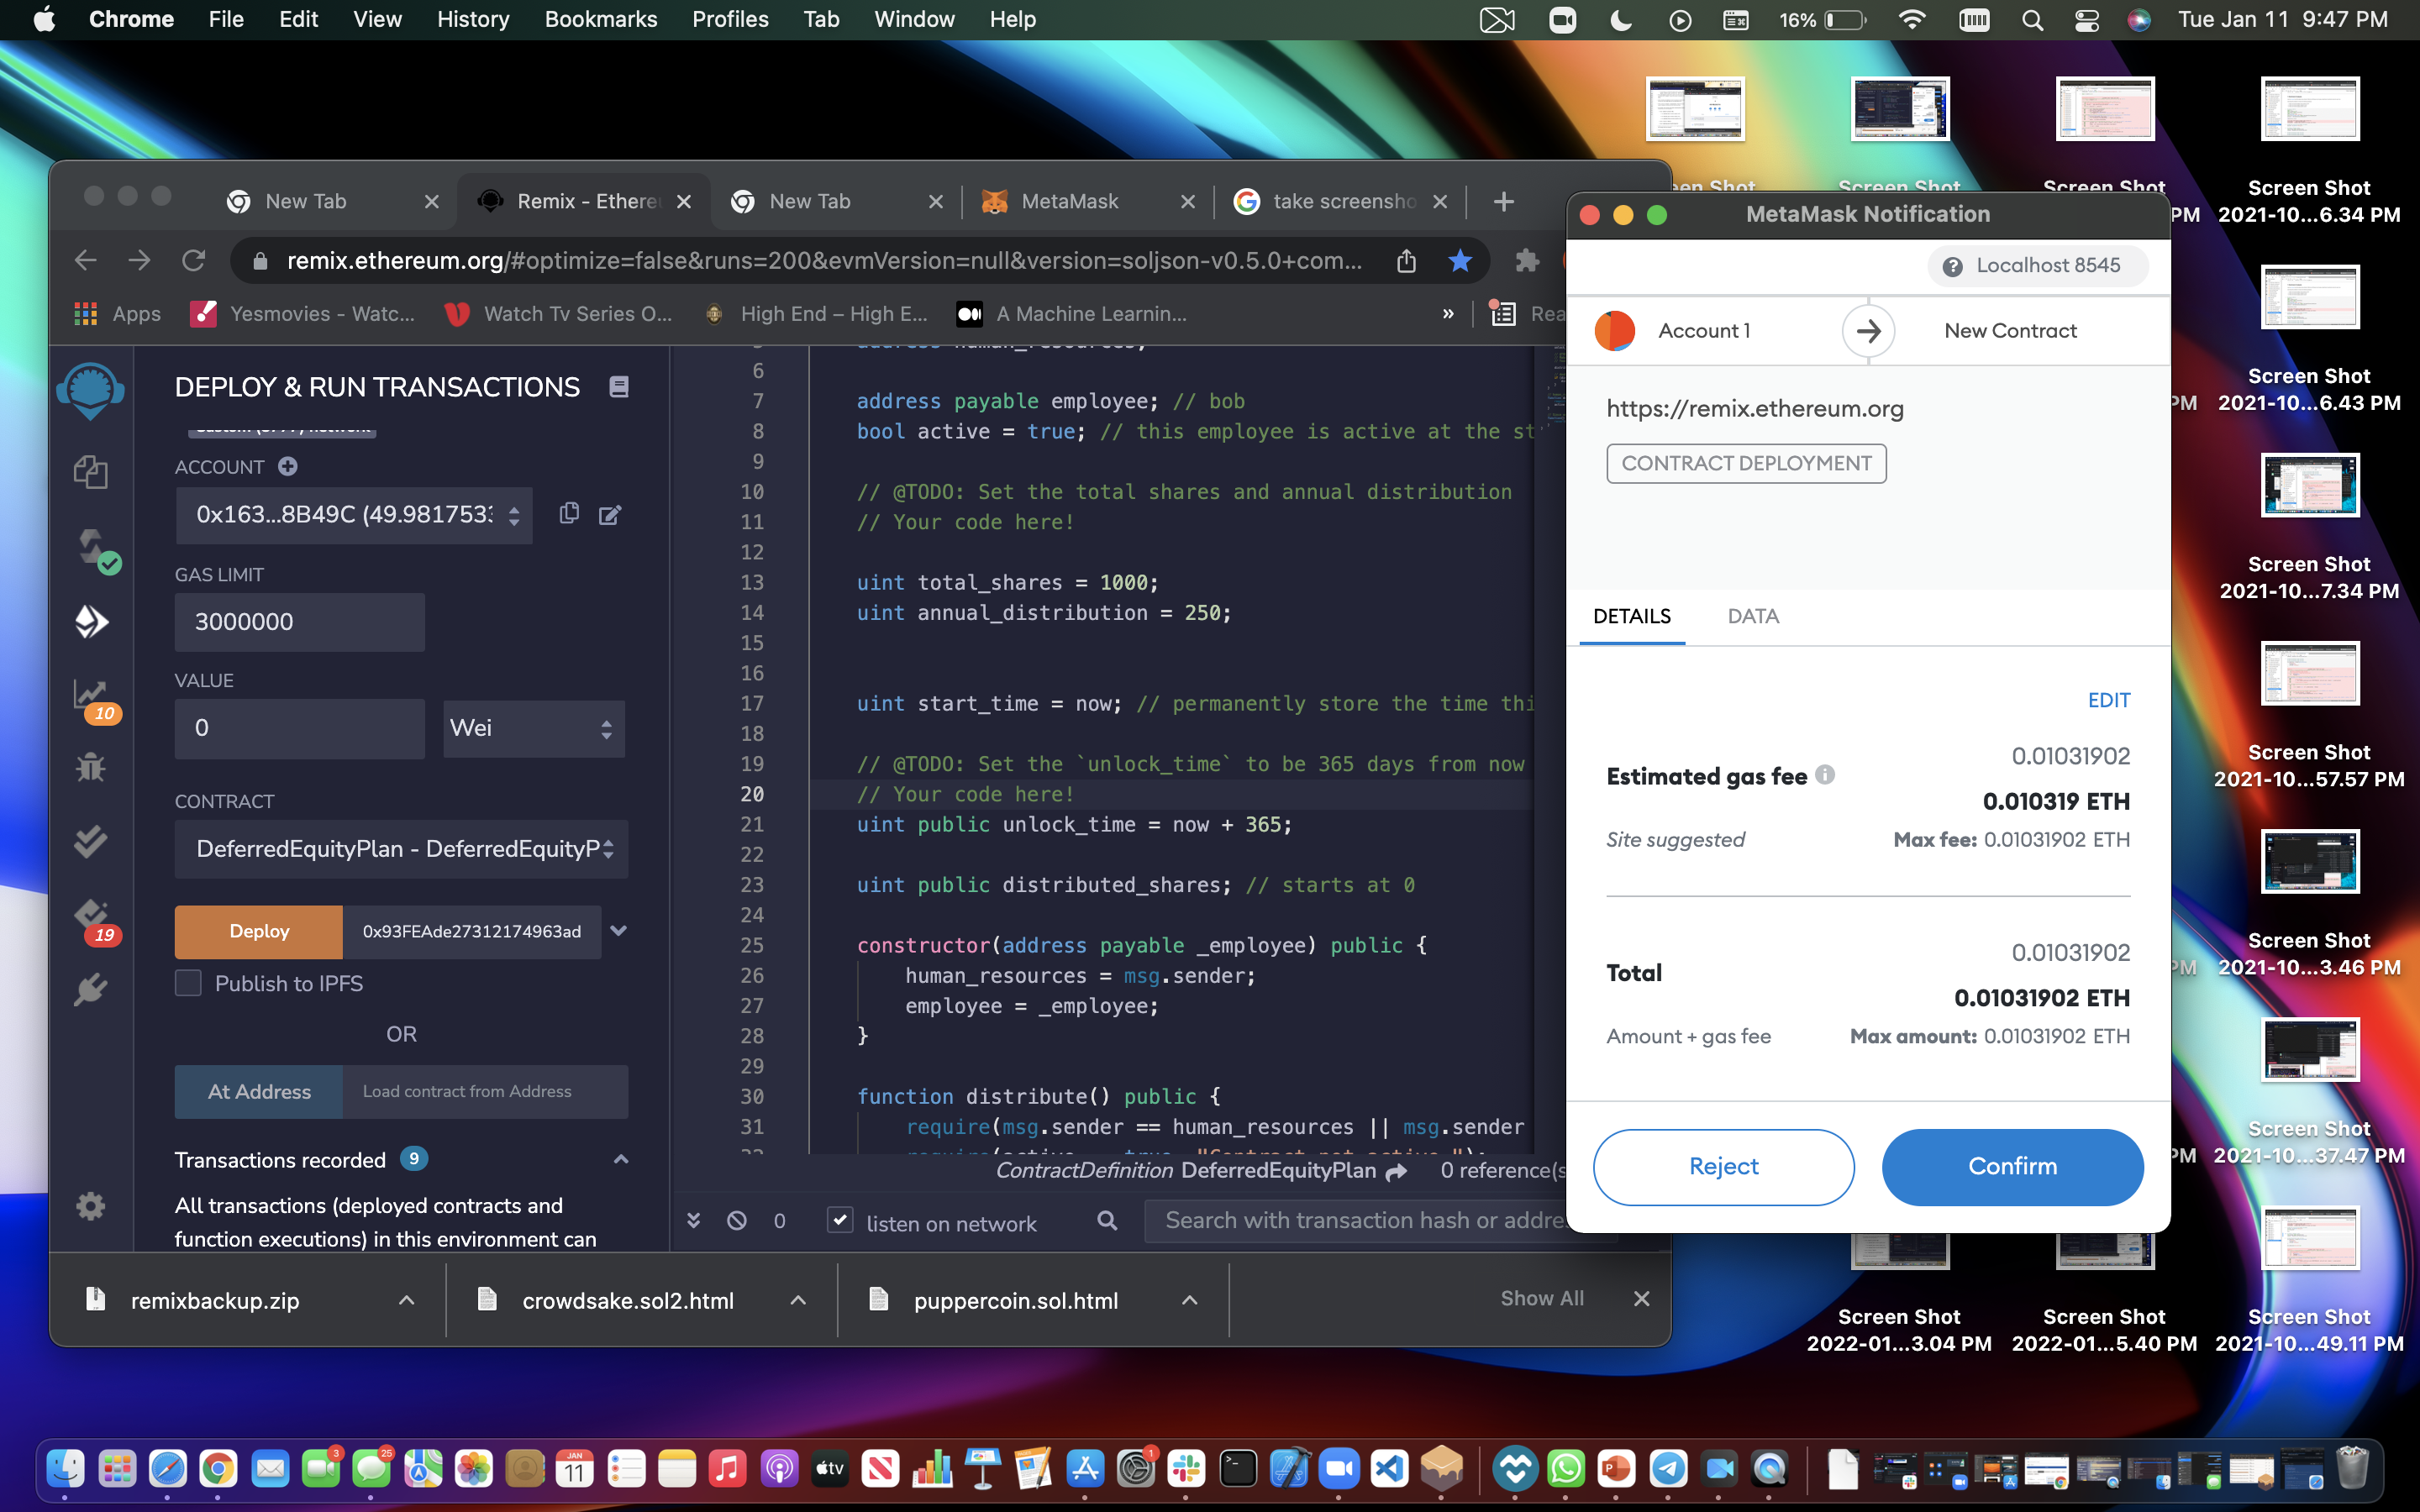 Chrome File Edit View History Bookmarks Profiles Tab Window Help
16% Tue Jan 11 9:47 PM
New Tab
Remix - Ethere
New Tab
MetaMask
take screensho
remix.ethereum.org/#optimize=false&runs=200&evmVersion=null&version=soljson-v0.5.0+com...
Apps
Yesmovies - Watc...
Watch Tv Series O...
High End – High E...
A Machine Learnin...
»
Rea
DEPLOY & RUN TRANSACTIONS
ACCOUNT
0x163...8B49C (49.9817533
GAS LIMIT
3000000
VALUE
0
Wei
CONTRACT
DeferredEquityPlan - DeferredEquityP
Deploy
0x93FEAde27312174963ad
Publish to IPFS
OR
At Address
Load contract from Address
Transactions recorded 9
All transactions (deployed contracts and
function executions) in this environment can
10
19
6
7 address payable employee; // bob
8 bool active = true; // this employee is active at the st
9
10 // @TODO: Set the total shares and annual distribution
11 // Your code here!
12
13 uint total_shares = 1000;
14 uint annual_distribution = 250;
15
16
17 uint start_time = now; // permanently store the time thi
18
19 // @TODO: Set the `unlock_time` to be 365 days from now
20 // Your code here!
21 uint public unlock_time = now + 365;
22
23 uint public distributed_shares; // starts at 0
24
25 constructor(address payable _employee) public {
26 human_resources = msg.sender;
27 employee = _employee;
28 }
29
30 function distribute() public {
31 require(msg.sender == human_resources || msg.sender
ContractDefinition DeferredEquityPlan 0 reference(s
0
listen on network
Search with transaction hash or addre
remixbackup.zip
crowdsake.sol2.html
puppercoin.sol.html
Show All
MetaMask Notification
Localhost 8545
Account 1
New Contract
https://remix.ethereum.org
CONTRACT DEPLOYMENT
DETAILS
DATA
EDIT
Estimated gas fee
0.01031902
0.010319 ETH
Site suggested
Max fee: 0.01031902 ETH
Total
0.01031902
0.01031902 ETH
Amount + gas fee
Max amount: 0.01031902 ETH
Reject
Confirm
Screen Shot
2021-10...6.34 PM
Screen Shot
2021-10...6.43 PM
Screen Shot
2021-10...7.34 PM
Screen Shot
2021-10...57.57 PM
Screen Shot
2021-10...3.46 PM
Screen Shot
2021-10...37.47 PM
Screen Shot
2022-01...3.04 PM
Screen Shot
2022-01...5.40 PM
Screen Shot
2021-10...49.11 PM
3
25
JAN
11
tv
1